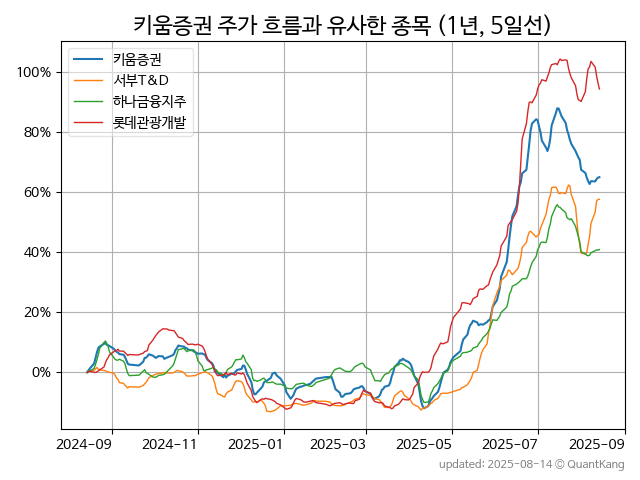 키움증권 주가 흐름과 유사한 종목 (1년, 5일선)
키움증권
서부T&D
하나금융지주
롯데관광개발
100%
80%
60%
40%
20%
0%
2024-09 2024-11 2025-01 2025-03 2025-05 2025-07 2025-09
updated: 2025-08-14 © QuantKang